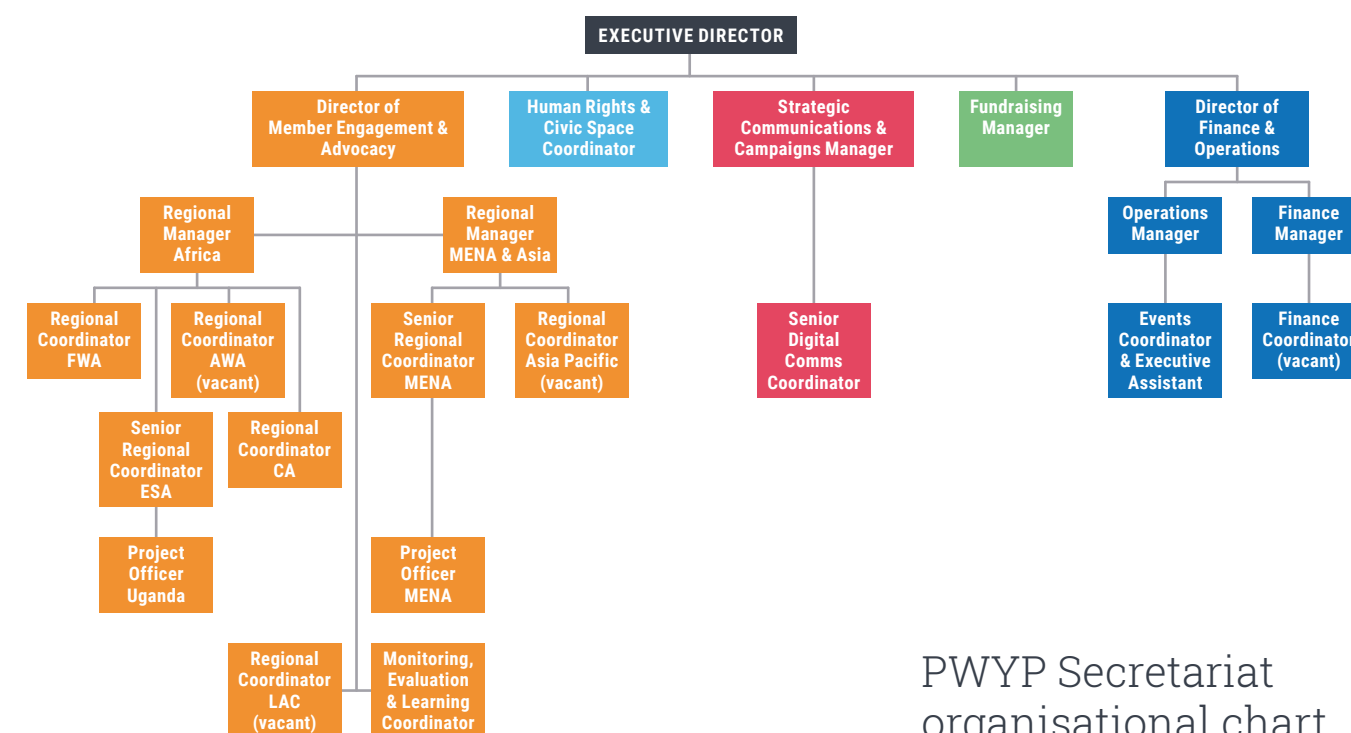 EXECUTIVE DIRECTOR
Director of
Member Engagement &
Advocacy
Human Rights &
Civic Space
Coordinator
Strategic
Communications &
Campaigns Manager
Fundraising
Manager
Director of
Finance &
Operations
Regional
Manager
Africa
Regional
Manager
MENA & Asia
Operations
Manager
Finance
Manager
Regional
Coordinator
FWA
Regional
Coordinator
AWA
(vacant)
Senior
Regional
Coordinator
MENA
Regional
Coordinator
Asia Pacific
(vacant)
Senior
Digital
Comms
Coordinator
Events
Coordinator
& Executive
Assistant
Finance
Coordinator
(vacant)
Senior
Regional
Coordinator
ESA
Regional
Coordinator
CA
Project
Officer
Uganda
Project
Officer
MENA
Regional
Coordinator
LAC
(vacant)
Monitoring,
Evaluation
& Learning
Coordinator
PWYP Secretariat
organisational chart